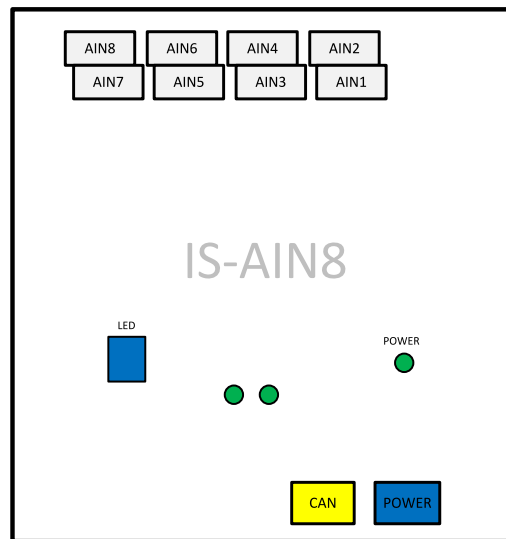 AIN8 AIN6 AIN4 AIN2
AIN7 AIN5 AIN3 AIN1
IS-AIN8
LED
POWER
CAN POWER